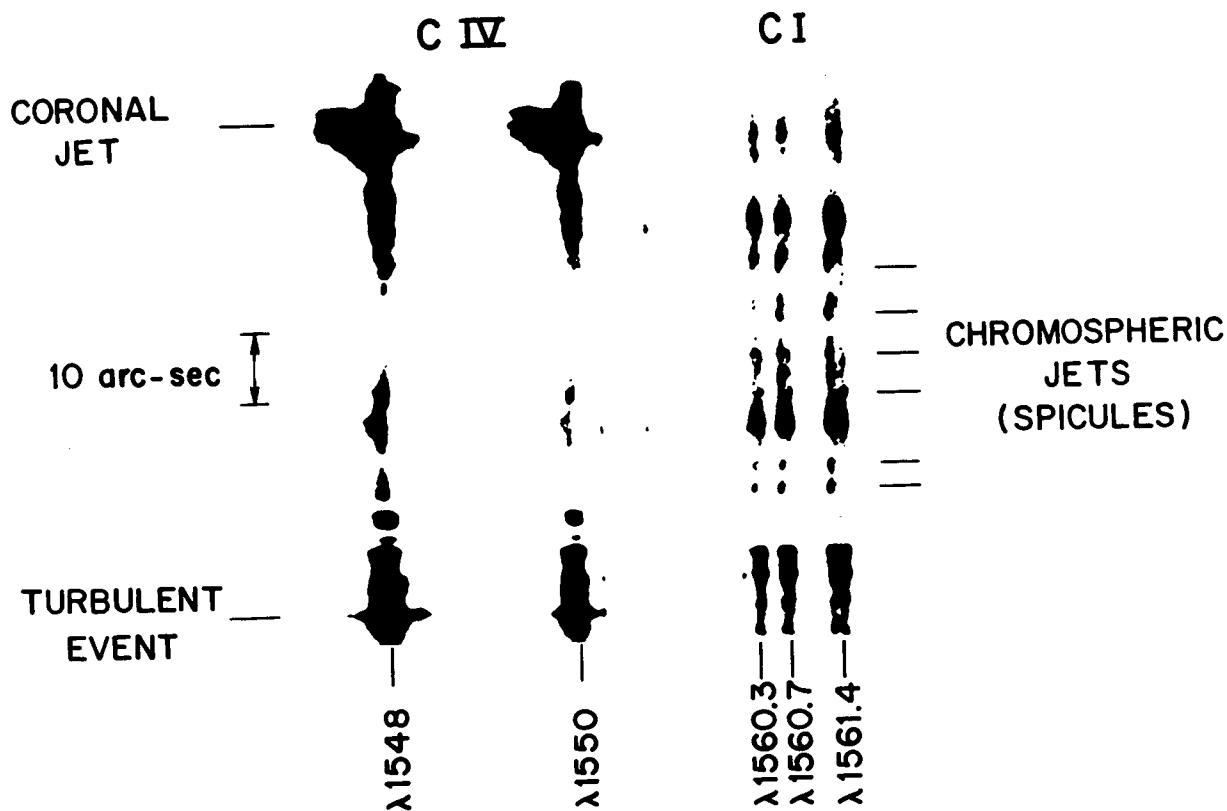 C IV
C I
CORONAL
JET
10 arc-sec
CHROMOSPHERIC
JETS
(SPICULES)
TURBULENT
EVENT
λ1548
λ1550
λ1560.3
λ1560.7
λ1561.4